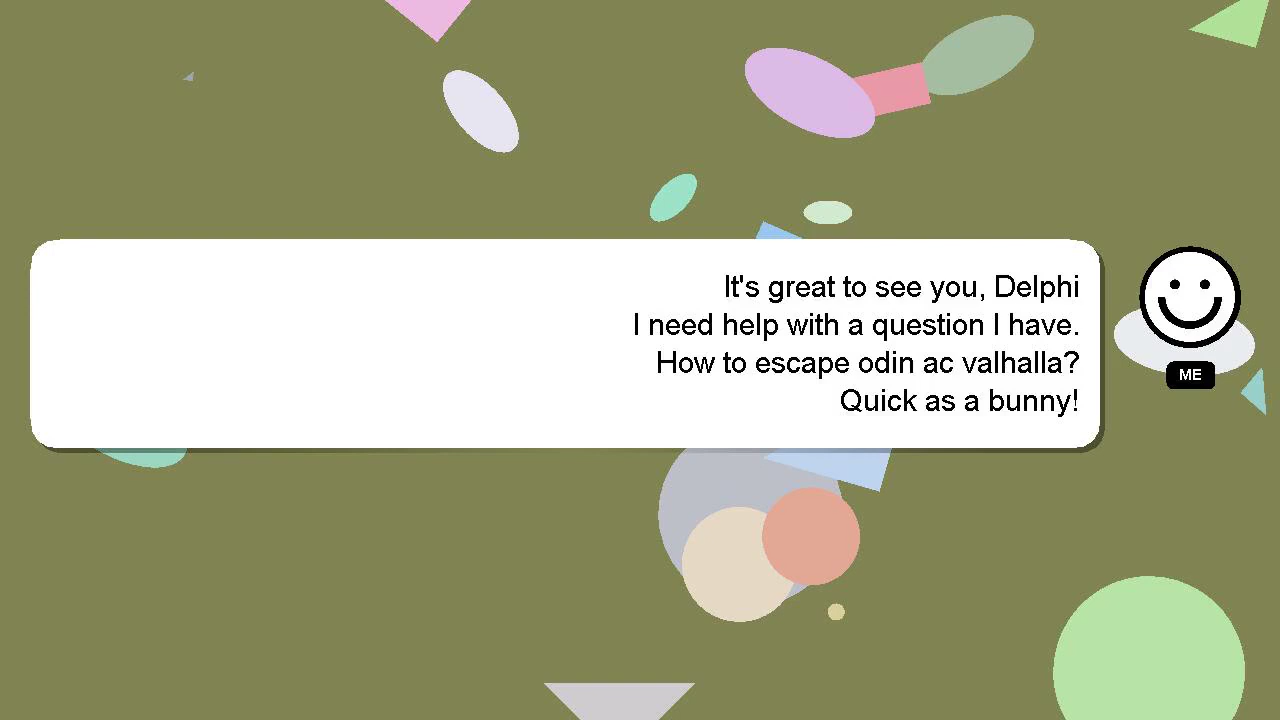 It's great to see you, Delphi
I need help with a question I have.
How to escape odin ac valhalla?
Quick as a bunny!
ME